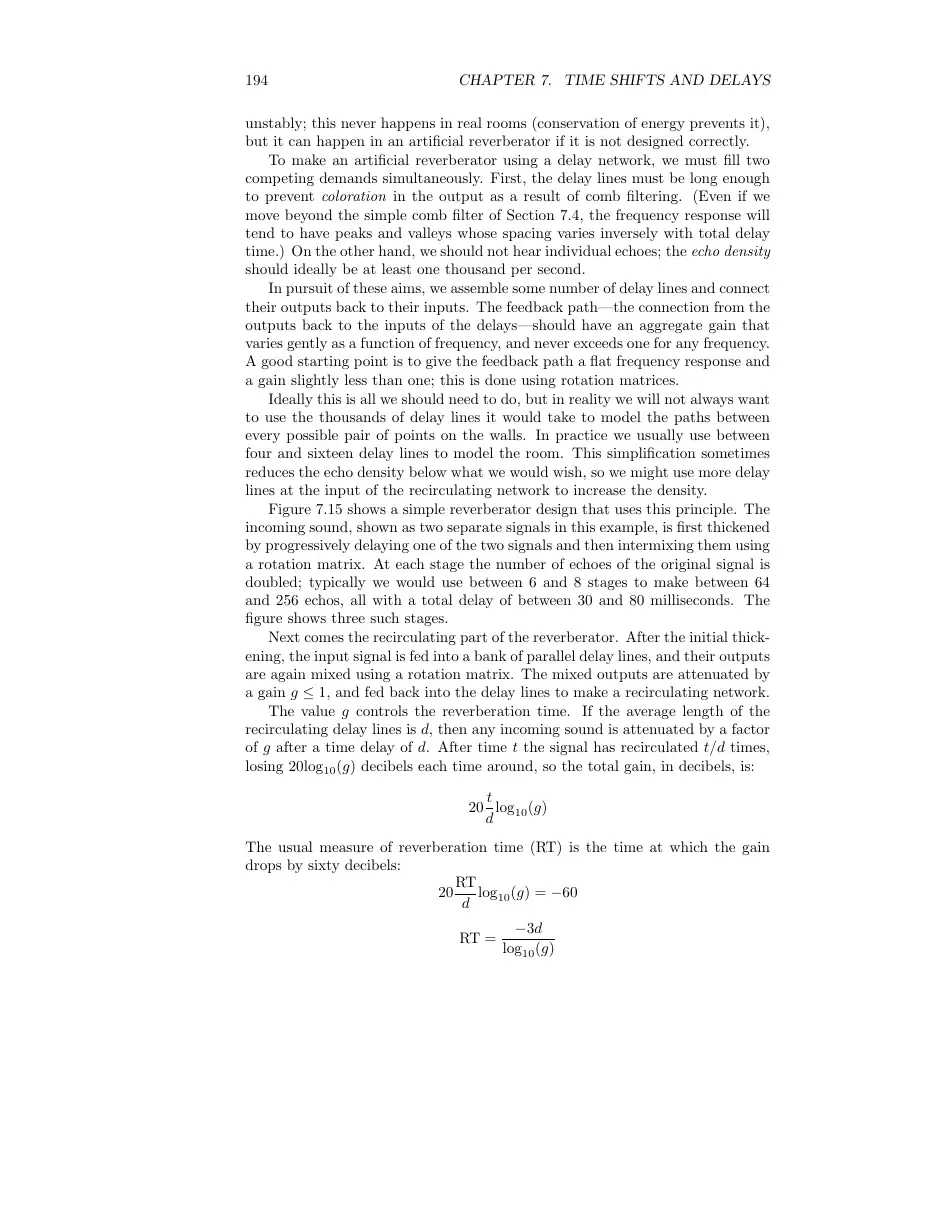 194 CHAPTER 7. TIME SHIFTS AND DELAYS
unstably; this never happens in real rooms (conservation of energy prevents it),
but it can happen in an artificial reverberator if it is not designed correctly.
To make an artificial reverberator using a delay network, we must fill two
competing demands simultaneously. First, the delay lines must be long enough
to prevent coloration in the output as a result of comb filtering. (Even if we
move beyond the simple comb filter of Section 7.4, the frequency response will
tend to have peaks and valleys whose spacing varies inversely with total delay
time.) On the other hand, we should not hear individual echoes; the echo density
should ideally be at least one thousand per second.
In pursuit of these aims, we assemble some number of delay lines and connect
their outputs back to their inputs. The feedback path—the connection from the
outputs back to the inputs of the delays—should have an aggregate gain that
varies gently as a function of frequency, and never exceeds one for any frequency.
A good starting point is to give the feedback path a flat frequency response and
a gain slightly less than one; this is done using rotation matrices.
Ideally this is all we should need to do, but in reality we will not always want
to use the thousands of delay lines it would take to model the paths between
every possible pair of points on the walls. In practice we usually use between
four and sixteen delay lines to model the room. This simplification sometimes
reduces the echo density below what we would wish, so we might use more delay
lines at the input of the recirculating network to increase the density.
Figure 7.15 shows a simple reverberator design that uses this principle. The
incoming sound, shown as two separate signals in this example, is first thickened
by progressively delaying one of the two signals and then intermixing them using
a rotation matrix. At each stage the number of echoes of the original signal is
doubled; typically we would use between 6 and 8 stages to make between 64
and 256 echos, all with a total delay of between 30 and 80 milliseconds. The
figure shows three such stages.
Next comes the recirculating part of the reverberator. After the initial thick-
ening, the input signal is fed into a bank of parallel delay lines, and their outputs
are again mixed using a rotation matrix. The mixed outputs are attenuated by
a gain g ≤ 1, and fed back into the delay lines to make a recirculating network.
The value g controls the reverberation time. If the average length of the
recirculating delay lines is d, then any incoming sound is attenuated by a factor
of g after a time delay of d. After time t the signal has recirculated t/d times,
losing 20log₁₀(g) decibels each time around, so the total gain, in decibels, is:
20 t/d log₁₀(g)
The usual measure of reverberation time (RT) is the time at which the gain
drops by sixty decibels:
20 RT/d log₁₀(g) = −60
RT = −3d/log₁₀(g)